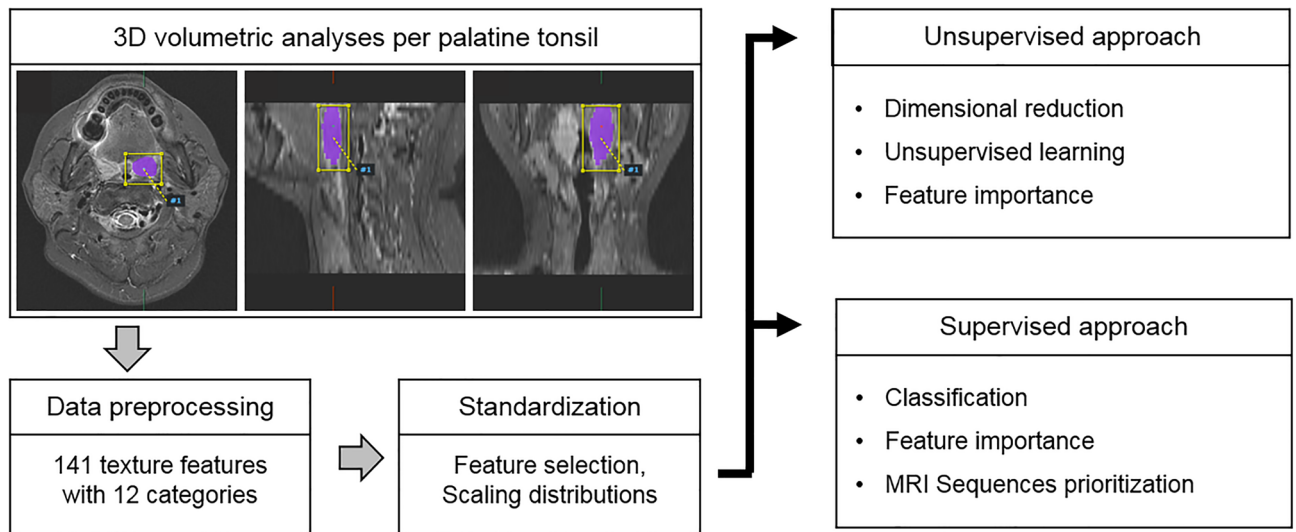 3D volumetric analyses per palatine tonsil
#1
#1
#1
Data preprocessing
141 texture features
with 12 categories
Standardization
Feature selection,
Scaling distributions
Unsupervised approach
• Dimensional reduction
• Unsupervised learning
• Feature importance
Supervised approach
• Classification
• Feature importance
• MRI Sequences prioritization